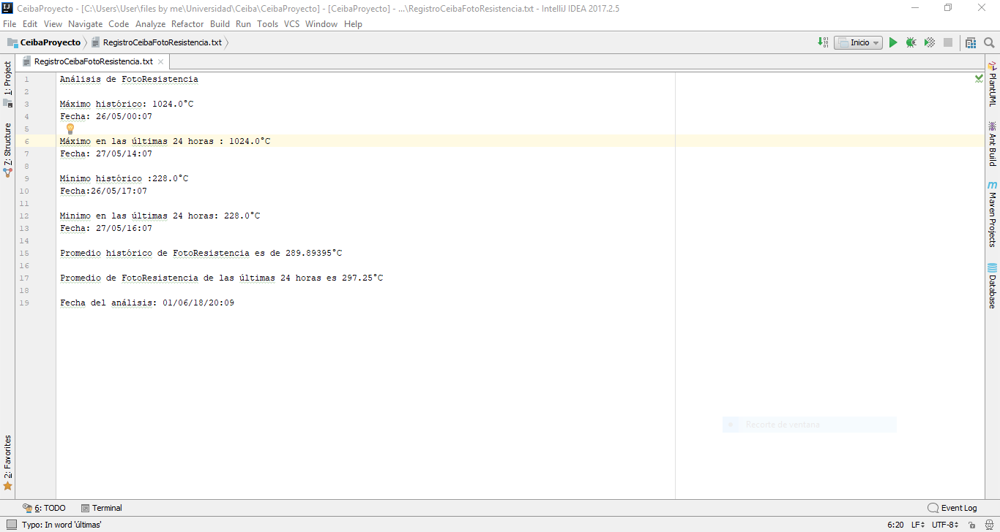 CeibaProyecto - [C:\Users\User\files by me\Universidad\Ceiba\CeibaProyecto] - [CeibaProyecto] - ...\RegistroCeibaFotoResistencia.txt - IntelliJ IDEA 2017.2.5
File Edit View Navigate Code Analyze Refactor Build Run Tools VCS Window Help
CeibaProyecto RegistroCeibaFotoResistencia.txt Inicio
RegistroCeibaFotoResistencia.txt
1: Project
Z: Structure
2: Favorites
1 Análisis de FotoResistencia
2
3 Máximo histórico: 1024.0°C
4 Fecha: 26/05/00:07
5
6 Máximo en las últimas 24 horas : 1024.0°C
7 Fecha: 27/05/14:07
8
9 Mínimo histórico :228.0°C
10 Fecha:26/05/17:07
11
12 Minimo en las últimas 24 horas: 228.0°C
13 Fecha: 27/05/16:07
14
15 Promedio histórico de FotoResistencia es de 289.89395°C
16
17 Promedio de FotoResistencia de las últimas 24 horas es 297.25°C
18
19 Fecha del análisis: 01/06/18/20:09
Recorte de ventana
PlantUML
Ant Build
Maven Projects
Database
6: TODO Terminal Event Log
Typo: In word 'últimas' 6:20 LF UTF-8